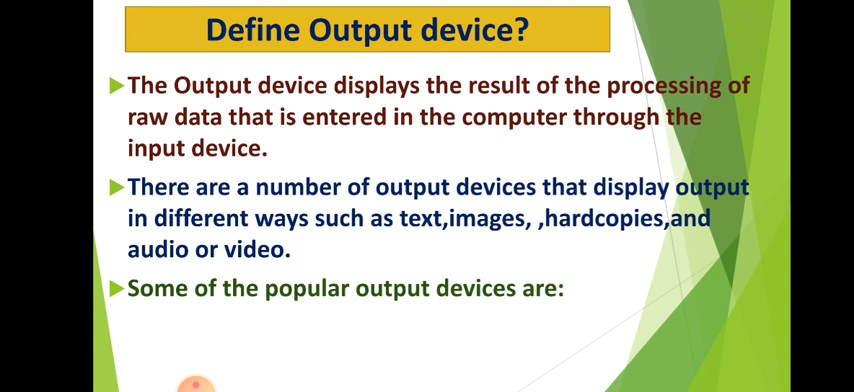 Define Output device?
The Output device displays the result of the processing of
raw data that is entered in the computer through the
input device.
There are a number of output devices that display output
in different ways such as text,images, ,hardcopies,and
audio or video.
Some of the popular output devices are: